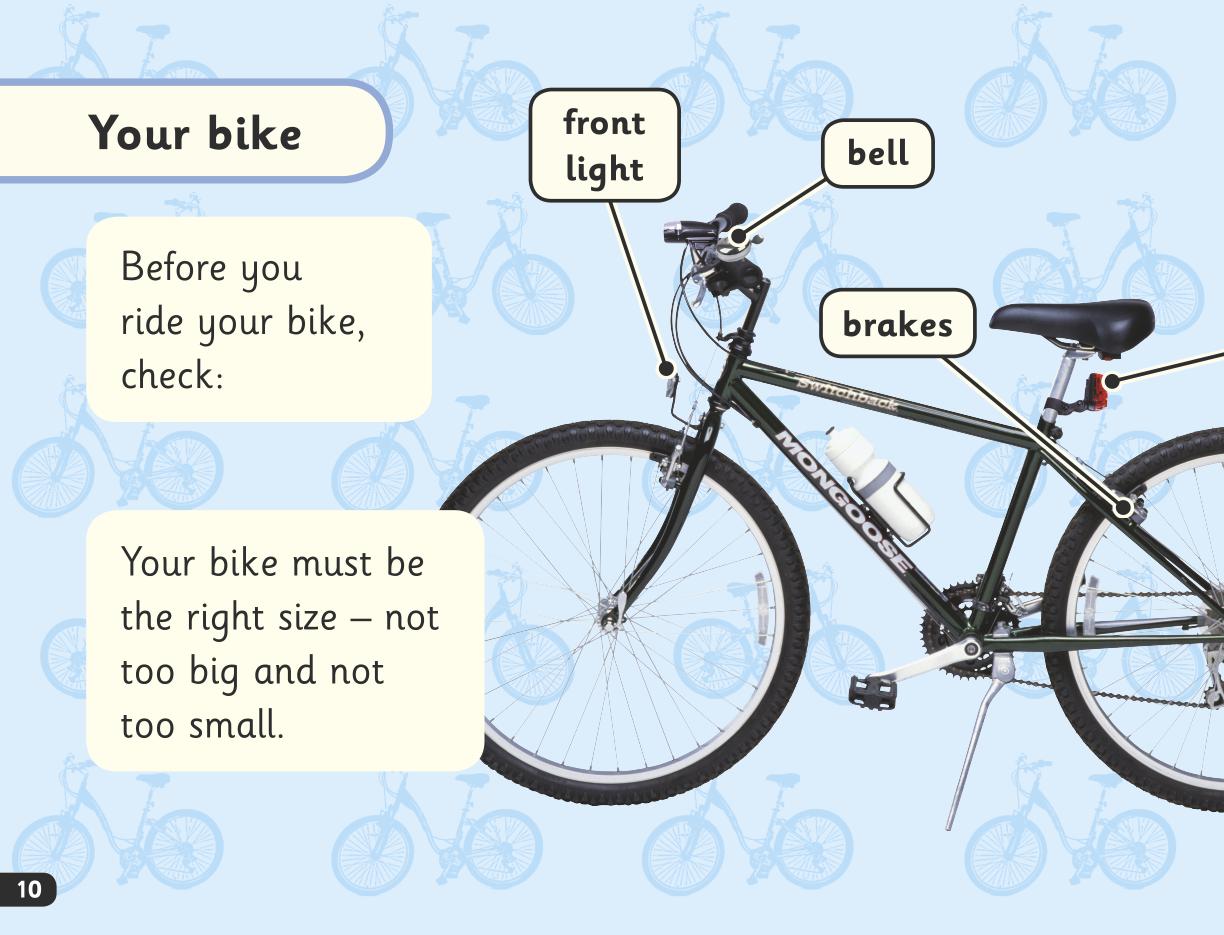 Your bike
Before you
ride your bike,
check:
Your bike must be
the right size – not
too big and not
too small.
front
light
bell
brakes
Switchback
MONGOOSE
10